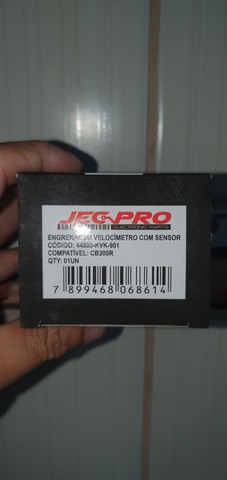 JEGPRO
ELECTRONIC PARTS
ENGRENAGEM VELOCÍMETRO COM SENSOR
CÓDIGO: 44800-KVK-901
COMPATÍVEL: CB300R
QTY: 01UN
7 899468 068614